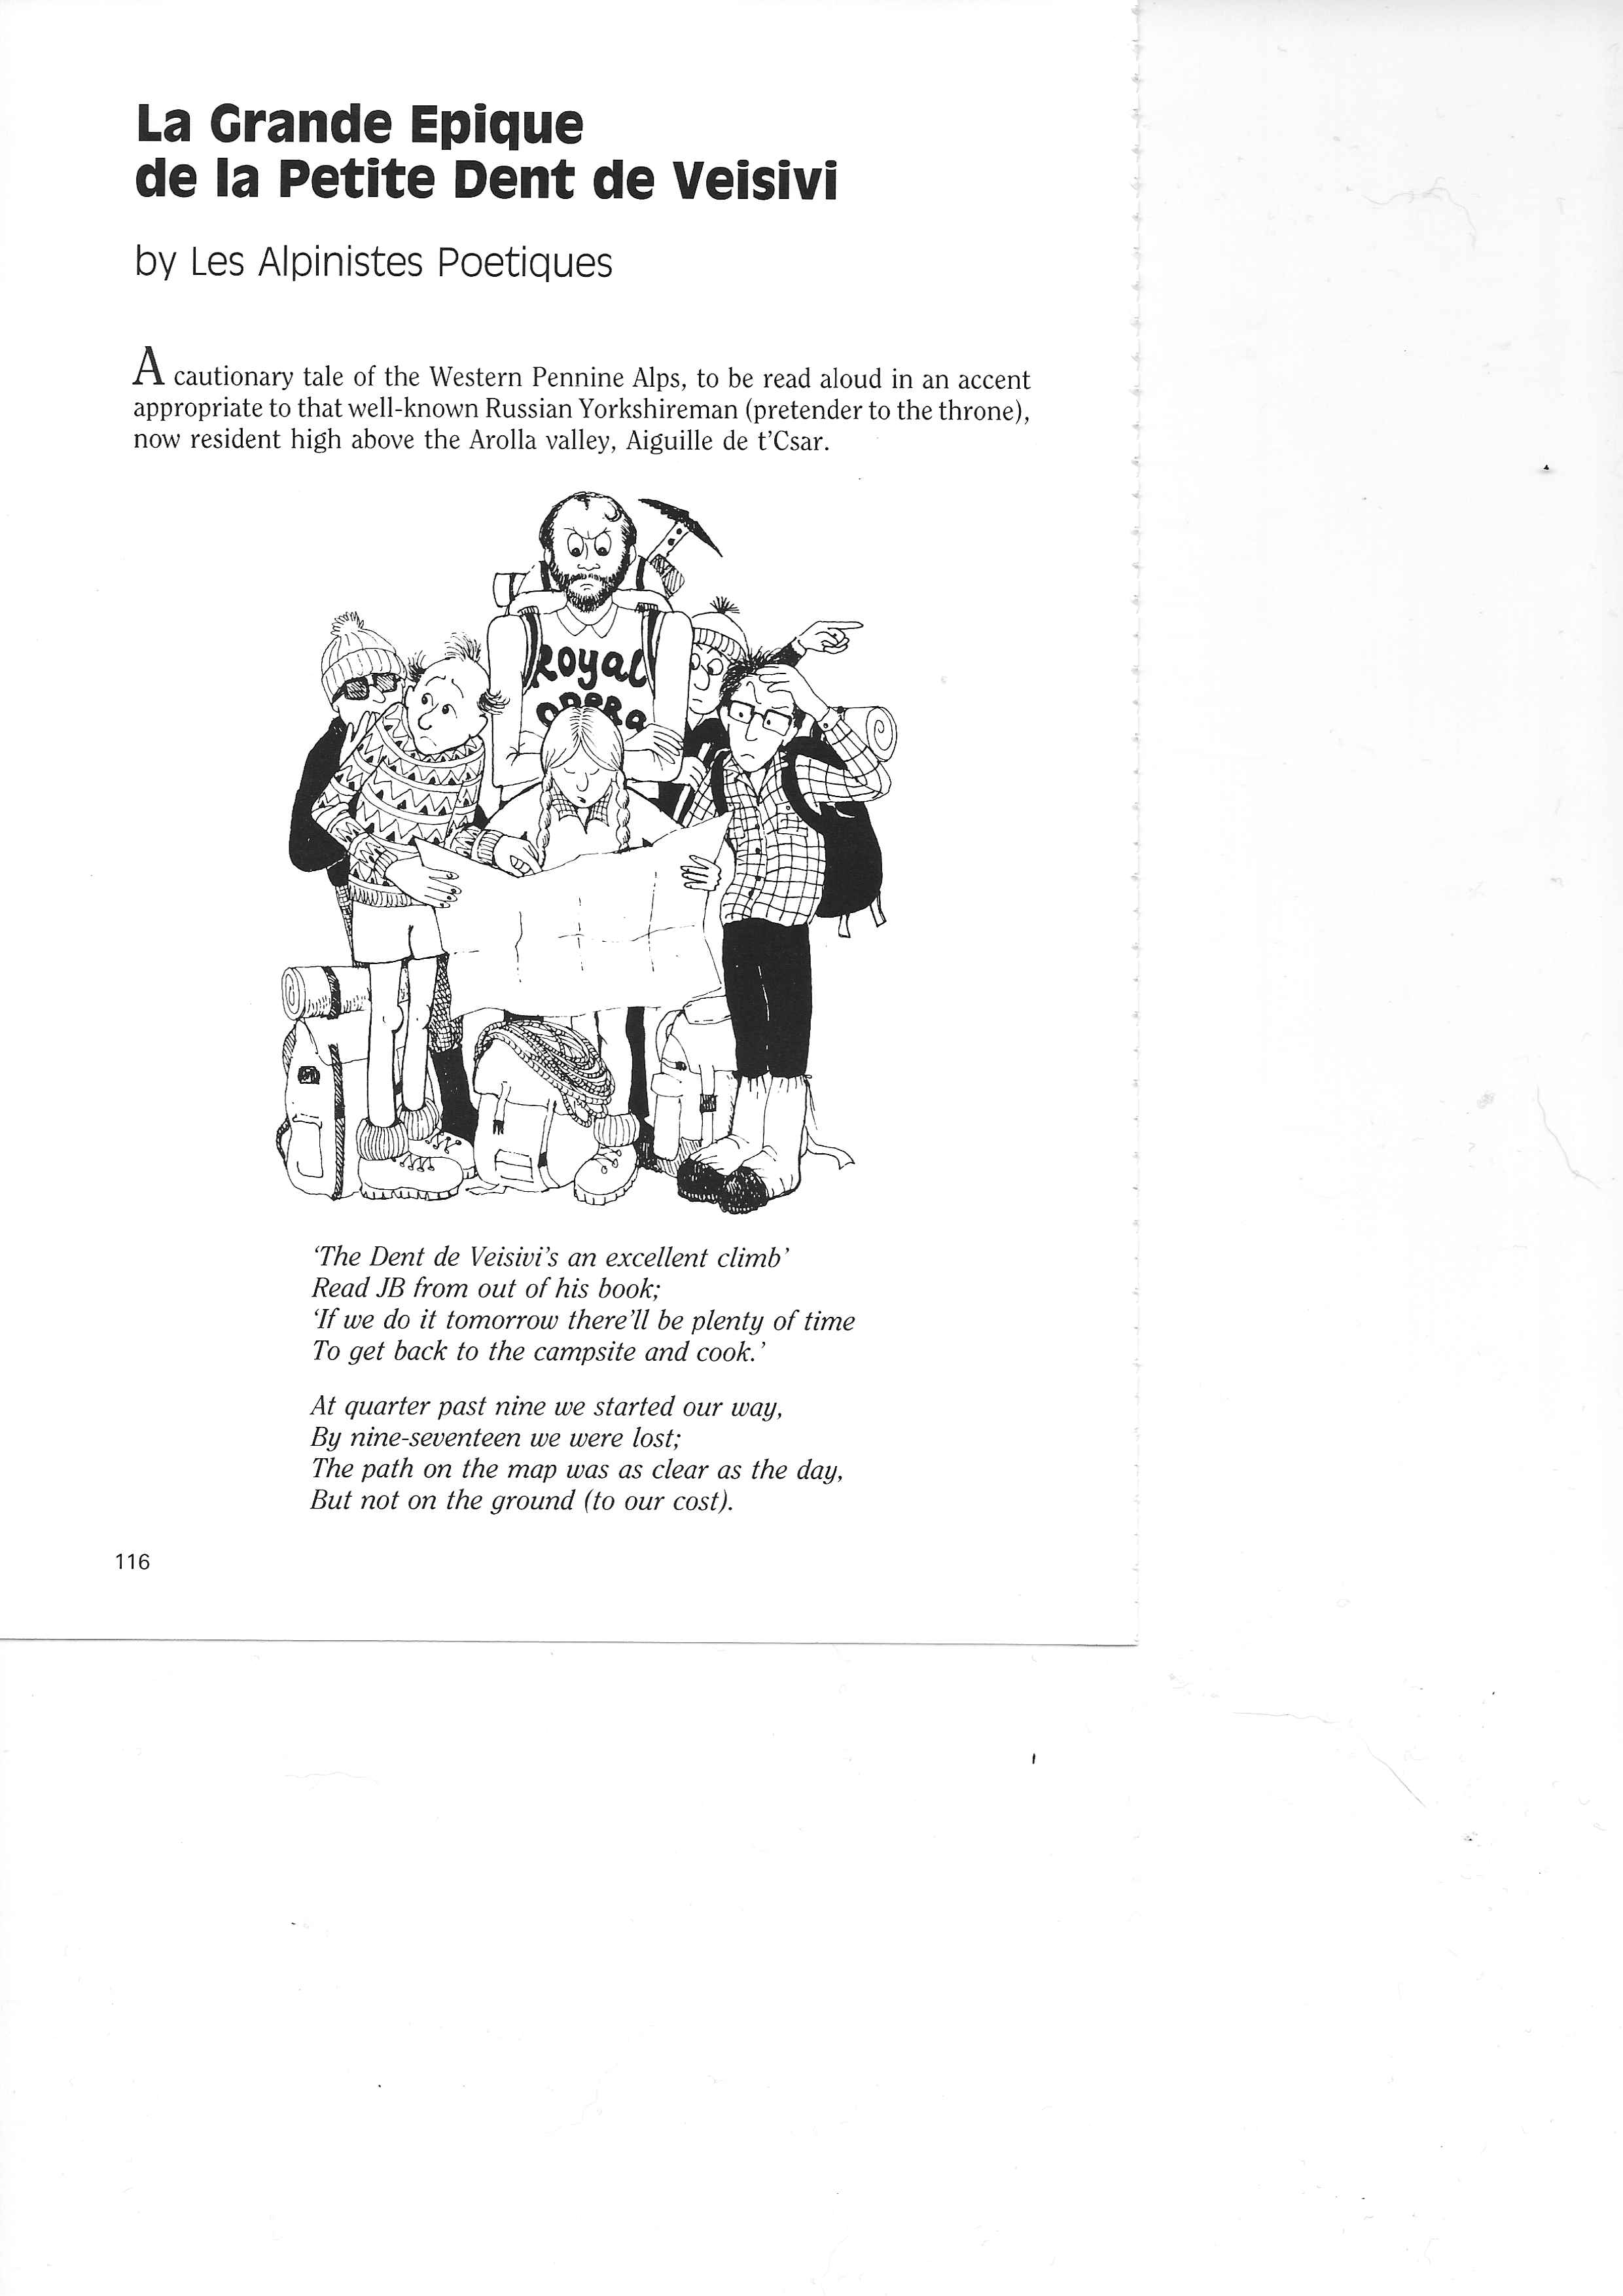 La Grande Epique
de la Petite Dent de Veisivi
by Les Alpinistes Poetiques
A cautionary tale of the Western Pennine Alps, to be read aloud in an accent
appropriate to that well-known Russian Yorkshireman (pretender to the throne),
now resident high above the Arolla valley, Aiguille de t'Csar.
Royal
OPERA
‘The Dent de Veisivi's an excellent climb’
Read JB from out of his book;
‘If we do it tomorrow there'll be plenty of time
To get back to the campsite and cook.’
At quarter past nine we started our way,
By nine-seventeen we were lost;
The path on the map was as clear as the day,
But not on the ground (to our cost).
116